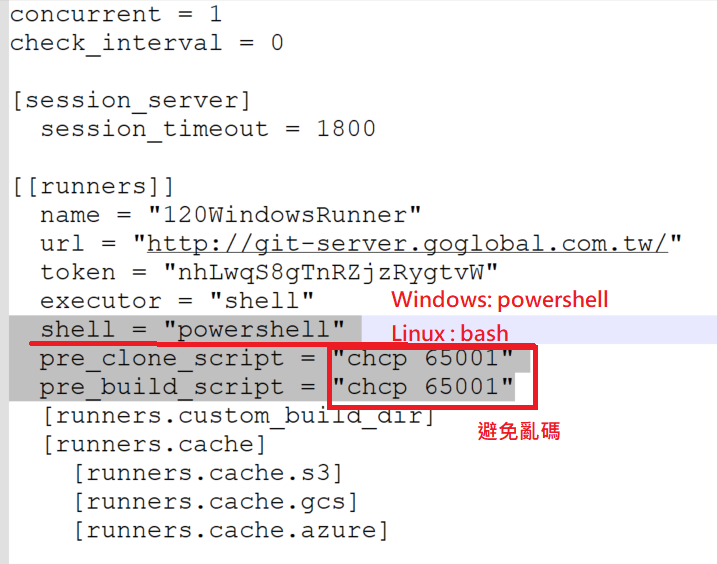 concurrent = 1
check_interval = 0
[session_server]
session_timeout = 1800
[[runners]]
name = "120WindowsRunner"
url = "http://git-server.goglobal.com.tw/"
token = "nhLwqS8gTnRZjzRygtvW"
executor = "shell"
Windows: powershell
shell = "powershell"
Linux : bash
pre_clone_script = "chcp 65001"
pre_build_script = "chcp 65001"
[runners.custom_build_dir]
避免亂碼
[runners.cache]
[runners.cache.s3]
[runners.cache.gcs]
[runners.cache.azure]